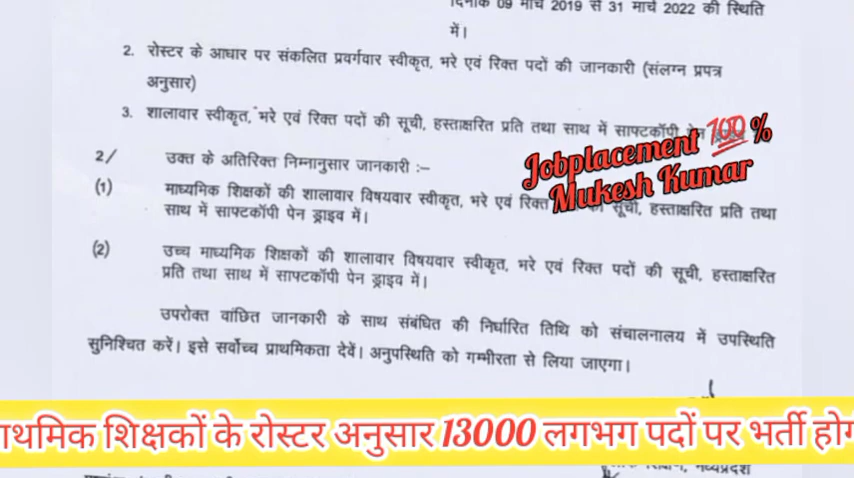 दिनांक 09 मार्च 2019 से 31 मार्च 2022 की स्थिति
में।
2. रोस्टर के आधार पर संकलित प्रवर्गवार स्वीकृत, भरे एवं रिक्त पदों की जानकारी (संलग्न प्रपत्र
अनुसार)
3. शालावार स्वीकृत, भरे एवं रिक्त पदों की सूची, हस्ताक्षरित प्रति तथा साथ में साफ्टकॉपी पेन
Jobplacement 💯%
Mukesh Kumar
2/ उक्त के अतिरिक्त निम्नानुसार जानकारी :–
(1) माध्यमिक शिक्षकों की शालावार विषयवार स्वीकृत, भरे एवं रिक्त सूची, हस्ताक्षरित प्रति तथा
साथ में साफ्टकॉपी पेन ड्राइव में।
(2) उच्च माध्यमिक शिक्षकों की शालावार विषयवार स्वीकृत, भरे एवं रिक्त पदों की सूची, हस्ताक्षरित
प्रति तथा साथ में साफ्टकॉपी पेन ड्राइव में।
उपरोक्त वांछित जानकारी के साथ संबंधित की निर्धारित तिथि को संचालनालय में उपस्थिति
सुनिश्चित करें। इसे सर्वोच्च प्राथमिकता देवें। अनुपस्थिति को गम्भीरता से लिया जाएगा।
ाथमिक शिक्षकों के रोस्टर अनुसार 13000 लगभग पदों पर भर्ती होग
मध्यप्रदेश